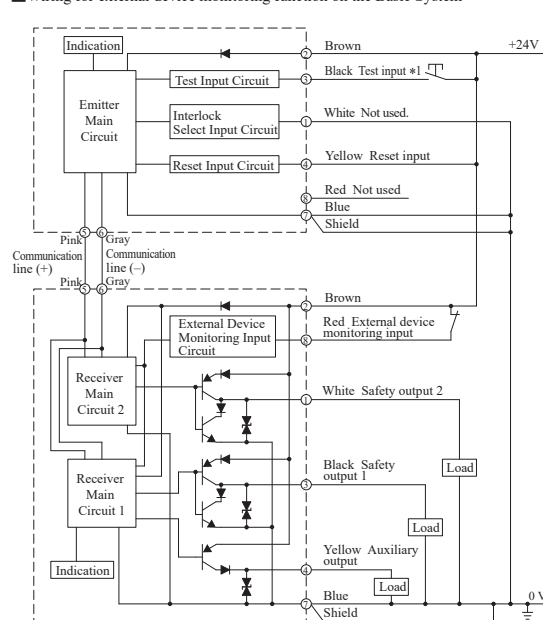 Wiring for external device monitoring function on the Basic System
Indication
② Brown
+24V
③ Black Test input *1
Test Input Circuit
Emitter
Main
Circuit
Interlock
Select Input Circuit
① White Not used.
Reset Input Circuit
④ Yellow Reset input
⑧ Red Not used
⑦ Blue
Shield
Pink ⑤ ⑥ Gray
Communication
line (+)
Communication
line (–)
Pink ⑤ ⑥ Gray
② Brown
External Device
Monitoring Input
Circuit
⑧ Red External device
monitoring input
Receiver
Main
Circuit 2
① White Safety output 2
Load
Receiver
Main
Circuit 1
③ Black Safety
output 1
Load
Indication
④ Yellow Auxiliary
output
Load
⑦ Blue
0 V
Shield